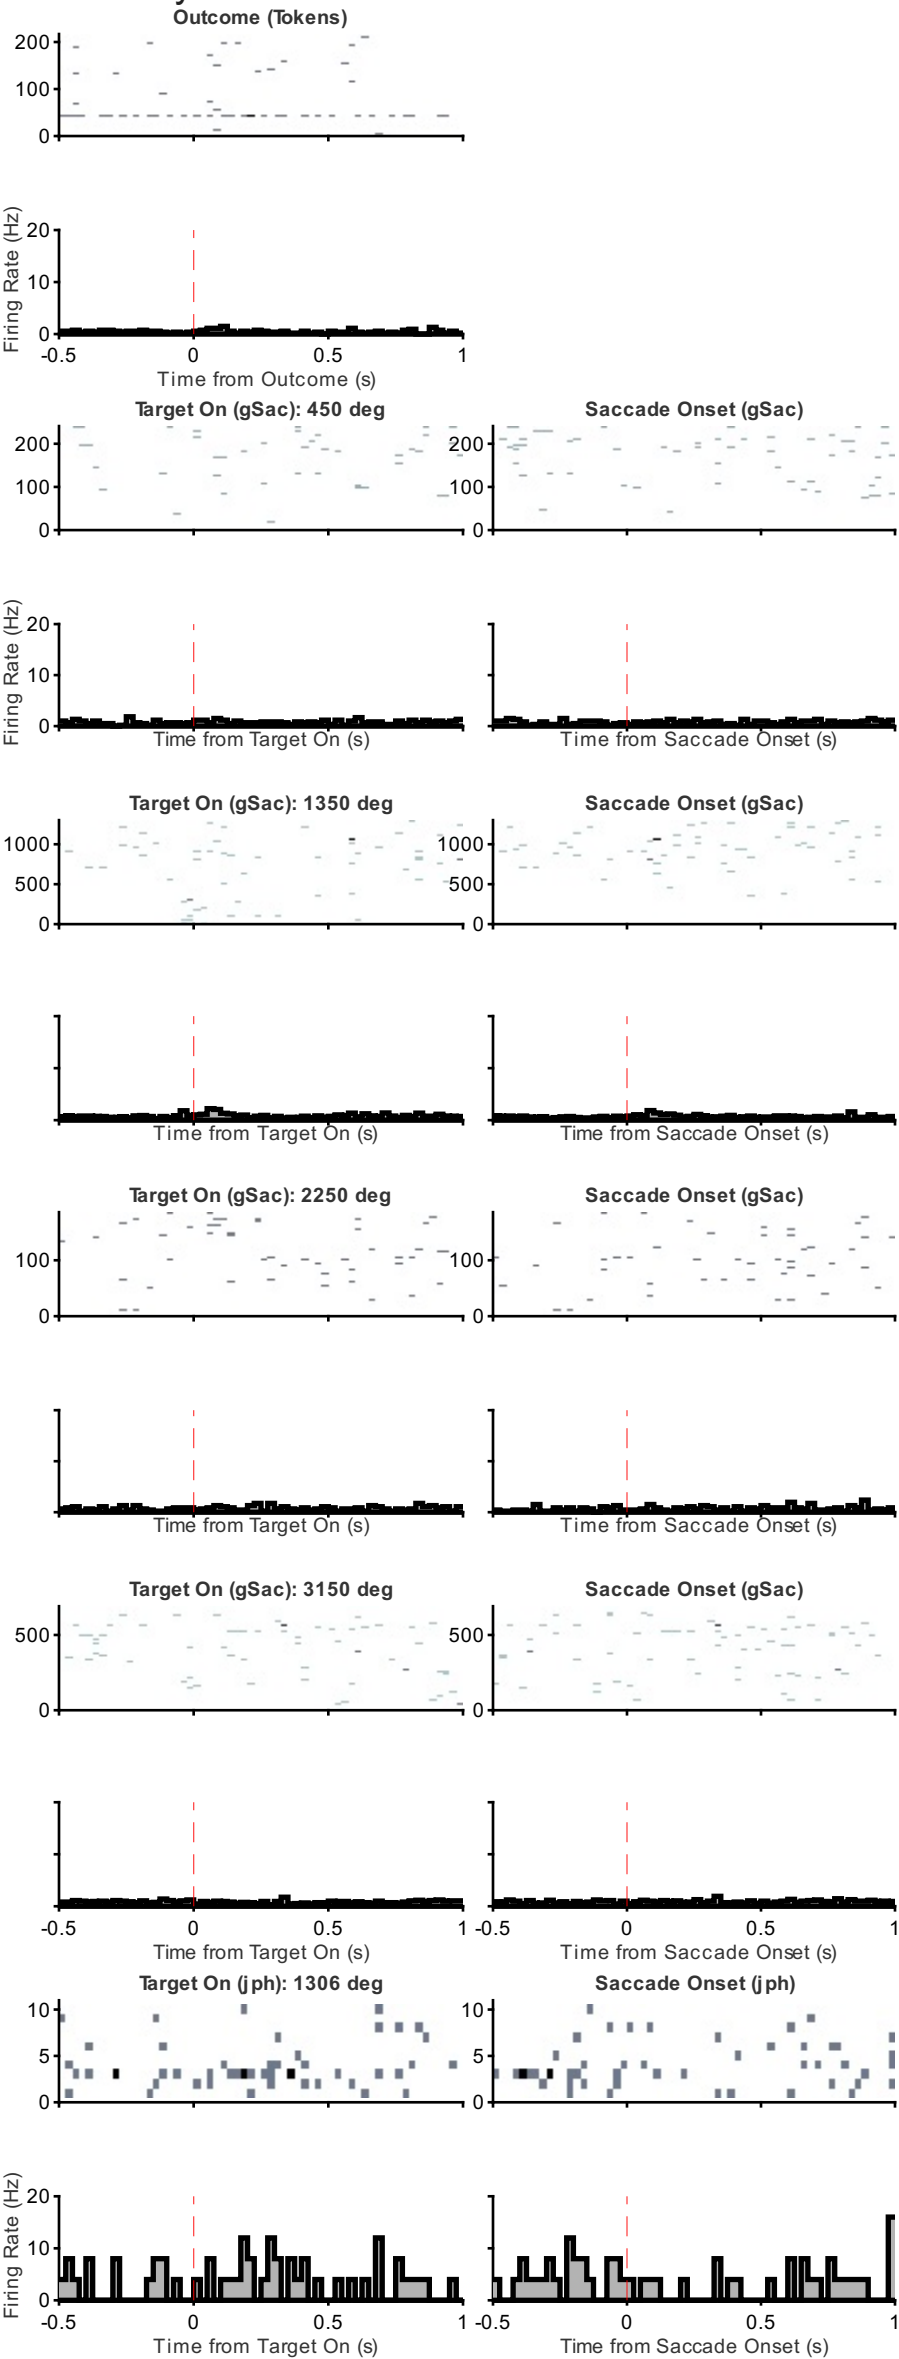 Outcome (Tokens)
200
100
0
Firing Rate (Hz)
20
10
0
-0.5 0 0.5 1
Time from Outcome (s)
Target On (gSac): 450 deg Saccade Onset (gSac)
200 200
100 100
0 0
Firing Rate (Hz)
20
10
0 0
Time from Target On (s) Time from Saccade Onset (s)
Target On (gSac): 1350 deg Saccade Onset (gSac)
1000 1000
500 500
0 0
Time from Target On (s) Time from Saccade Onset (s)
Target On (gSac): 2250 deg Saccade Onset (gSac)
100 100
0 0
Time from Target On (s) Time from Saccade Onset (s)
Target On (gSac): 3150 deg Saccade Onset (gSac)
500 500
0 0
-0.5 0 0.5 1 -0.5 0 0.5 1
Time from Target On (s) Time from Saccade Onset (s)
Target On (jph): 1306 deg Saccade Onset (jph)
10 10
5 5
0 0
Firing Rate (Hz)
20
10
0
-0.5 0 0.5 1 -0.5 0 0.5 1
Time from Target On (s) Time from Saccade Onset (s)